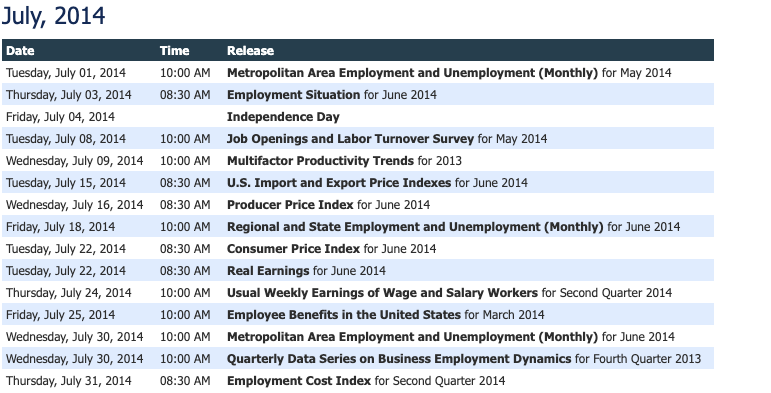 July, 2014
Date Time Release
Tuesday, July 01, 2014 10:00 AM Metropolitan Area Employment and Unemployment (Monthly) for May 2014
Thursday, July 03, 2014 08:30 AM Employment Situation for June 2014
Friday, July 04, 2014 Independence Day
Tuesday, July 08, 2014 10:00 AM Job Openings and Labor Turnover Survey for May 2014
Wednesday, July 09, 2014 10:00 AM Multifactor Productivity Trends for 2013
Tuesday, July 15, 2014 08:30 AM U.S. Import and Export Price Indexes for June 2014
Wednesday, July 16, 2014 08:30 AM Producer Price Index for June 2014
Friday, July 18, 2014 10:00 AM Regional and State Employment and Unemployment (Monthly) for June 2014
Tuesday, July 22, 2014 08:30 AM Consumer Price Index for June 2014
Tuesday, July 22, 2014 08:30 AM Real Earnings for June 2014
Thursday, July 24, 2014 10:00 AM Usual Weekly Earnings of Wage and Salary Workers for Second Quarter 2014
Friday, July 25, 2014 10:00 AM Employee Benefits in the United States for March 2014
Wednesday, July 30, 2014 10:00 AM Metropolitan Area Employment and Unemployment (Monthly) for June 2014
Wednesday, July 30, 2014 10:00 AM Quarterly Data Series on Business Employment Dynamics for Fourth Quarter 2013
Thursday, July 31, 2014 08:30 AM Employment Cost Index for Second Quarter 2014